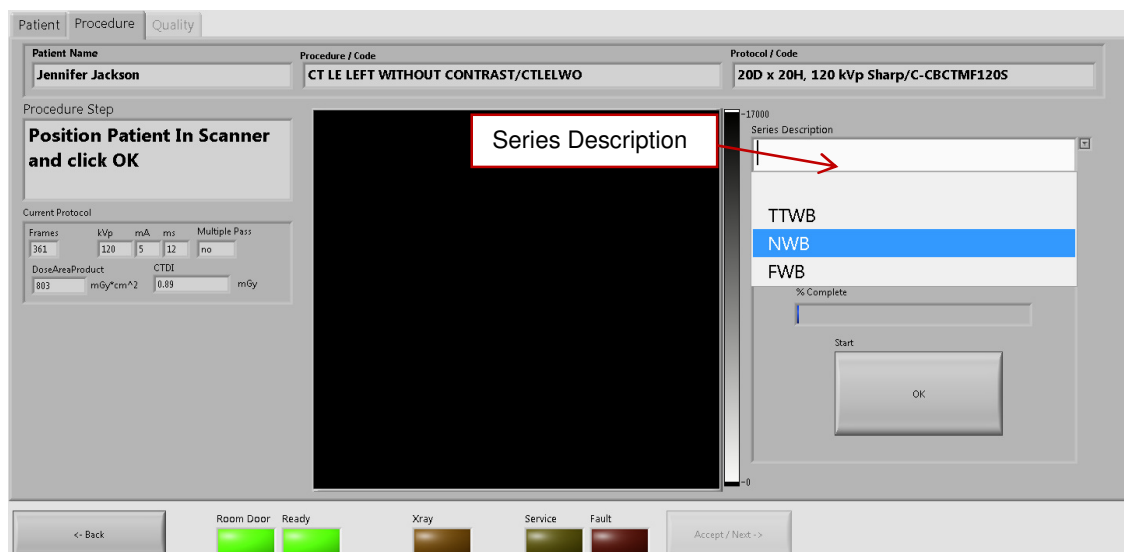 Patient Procedure Quality
Patient Name
Jennifer Jackson
Procedure / Code
CT LE LEFT WITHOUT CONTRAST/CTLELWO
Protocol / Code
20D x 20H, 120 kVp Sharp/C-CBCTMF120S
Procedure Step
Position Patient In Scanner
and click OK
Current Protocol
Frames kVp mA ms Multiple Pass
361 120 5 12 no
DoseAreaProduct CTDI
803 mGy*cm^2 0.89 mGy
Series Description
-17000
-0
Series Description
TTWB
NWB
FWB
% Complete
Start
OK
<- Back
Room Door Ready Xray Service Fault
Accept / Next ->